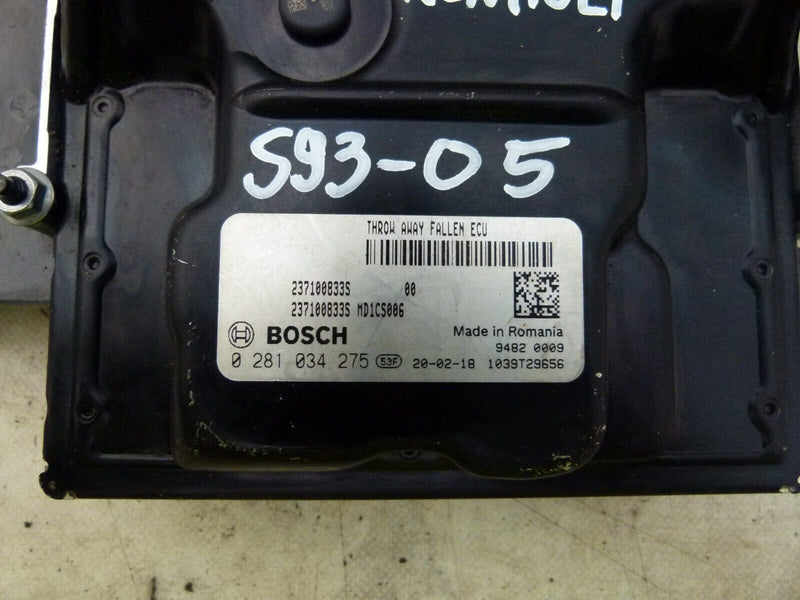 RENAULT
S93-05
THROW AWAY FALLEN ECU
237100833S 00
237100833S MD1CS006
BOSCH Made in Romania
9482 0009
0 281 034 275 53F 20-02-18 1039T29656